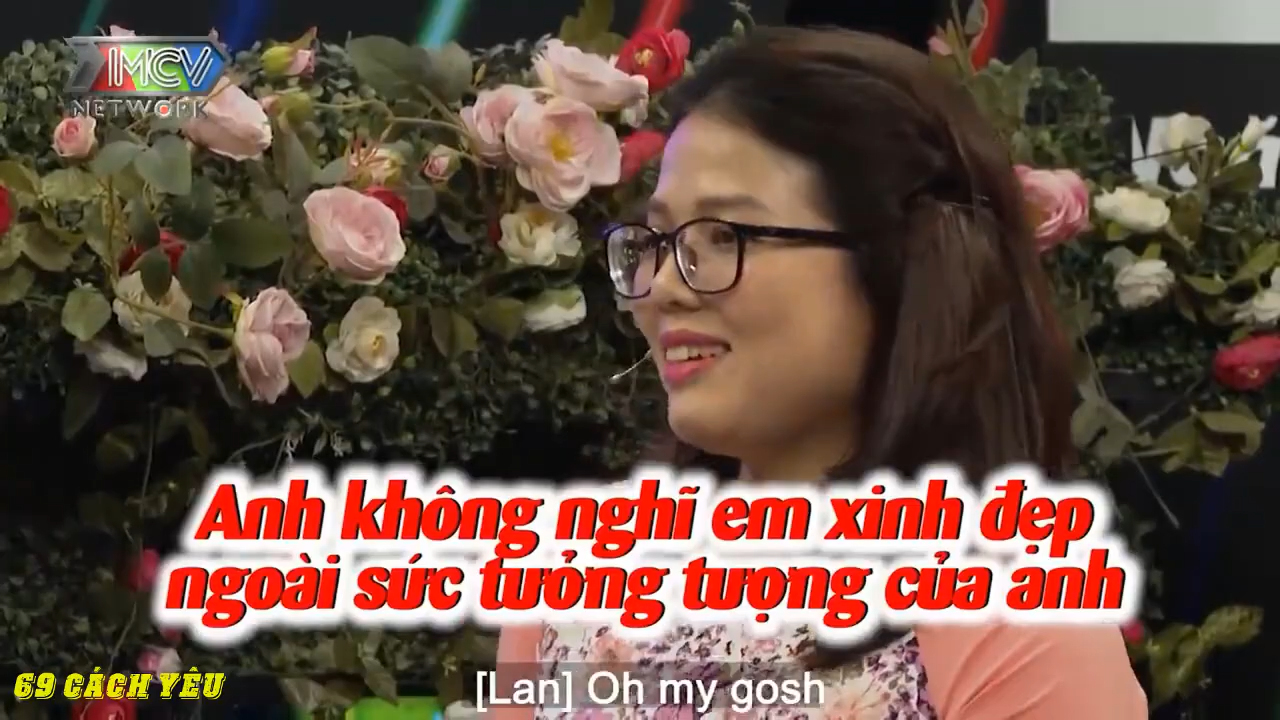 MCV
NETWORK
Anh không nghĩ em xinh đẹp
ngoài sức tưởng tượng của anh
69 CÁCH YÊU
[Lan] Oh my gosh